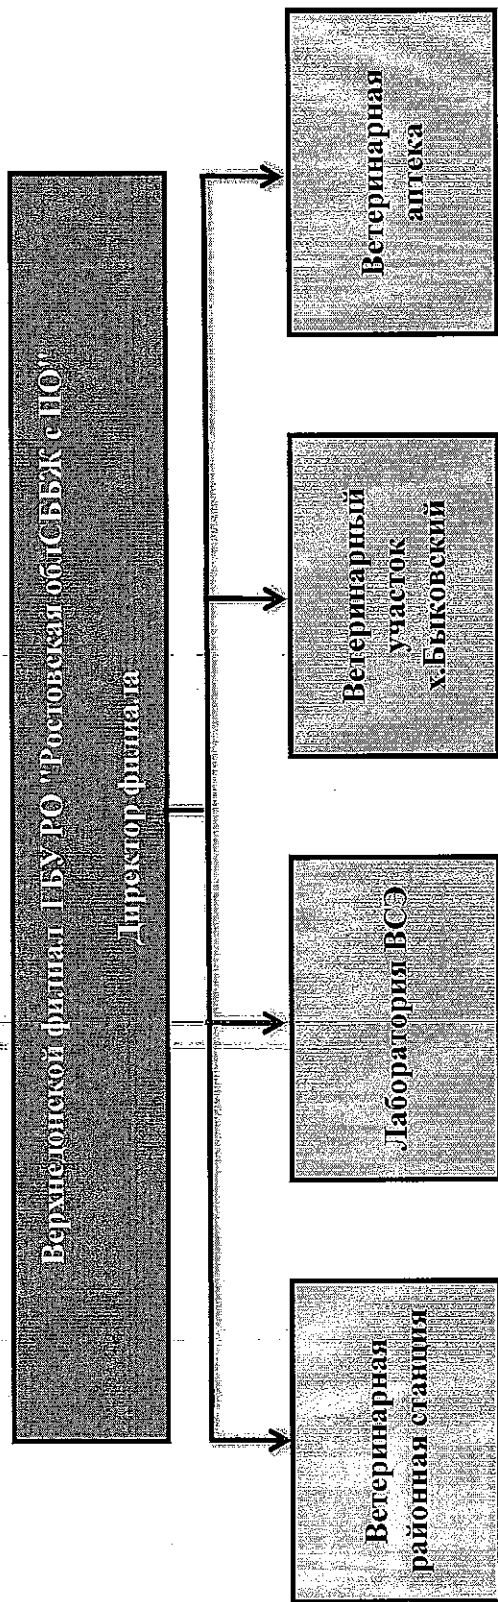 Верхнедонской филиал ГБУ РО "Ростовская облСББЖ с ПО"
Директор филиала
Ветеринарная
районная станция
Лаборатория ВСЭ
Ветеринарный
участок
х.Быковский
Ветеринарная
аптека